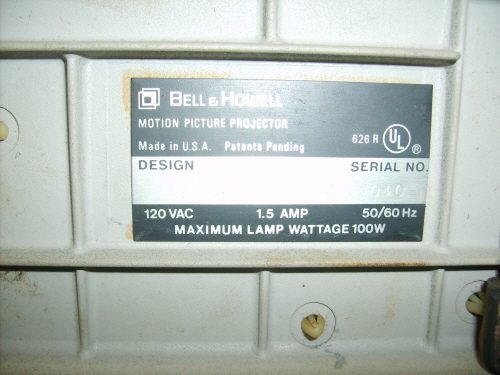 BELL & HOWELL
MOTION PICTURE PROJECTOR
626 R UL ®
Made in U.S.A. Patents Pending
DESIGN SERIAL NO.
120 VAC 1.5 AMP 50/60 Hz
MAXIMUM LAMP WATTAGE 100W